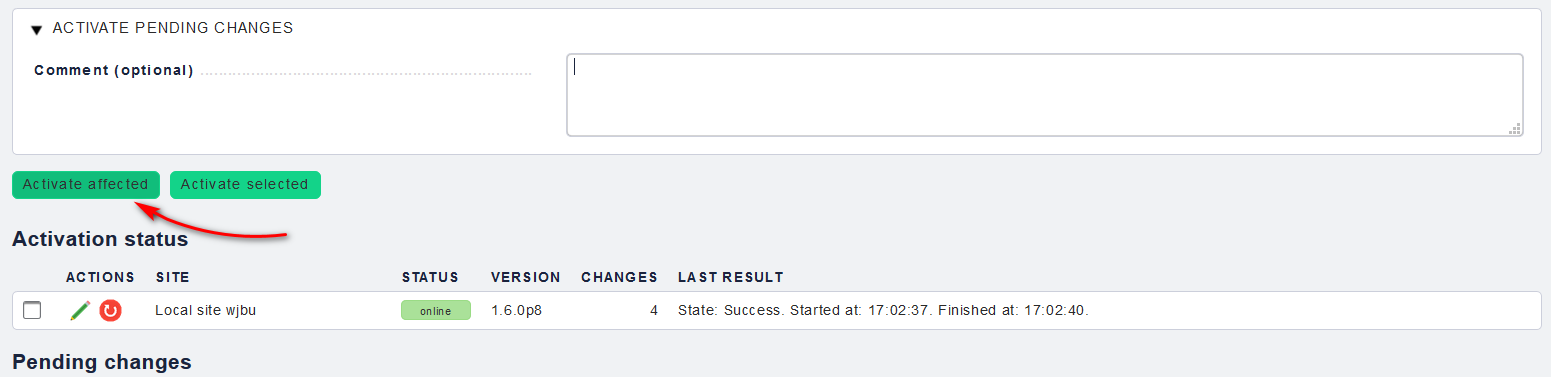 ACTIVATE PENDING CHANGES
Comment (optional)
Activate affected Activate selected
Activation status
ACTIONS SITE STATUS VERSION CHANGES LAST RESULT
Local site wjbu online 1.6.0p8 4 State: Success. Started at: 17:02:37. Finished at: 17:02:40.
Pending changes